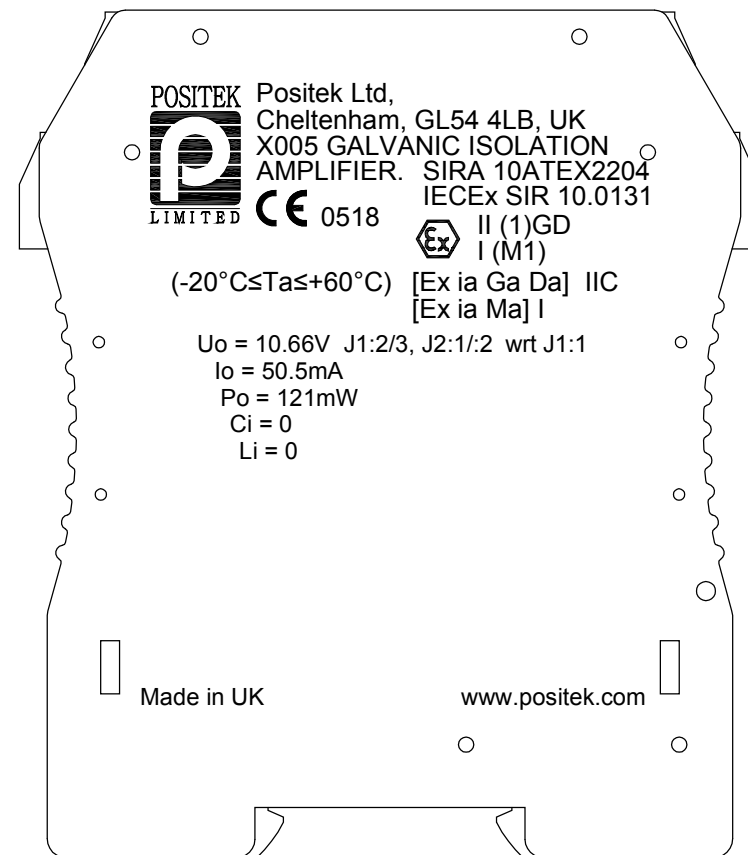 POSITEK
LIMITED
Positek Ltd,
Cheltenham, GL54 4LB, UK
X005 GALVANIC ISOLATION
AMPLIFIER. SIRA 10ATEX2204
IECEx SIR 10.0131
CE 0518
Ex II (1)GD
I (M1)
(-20°C≤Ta≤+60°C) [Ex ia Ga Da] IIC
[Ex ia Ma] I
Uo = 10.66V J1:2/3, J2:1/:2 wrt J1:1
Io = 50.5mA
Po = 121mW
Ci = 0
Li = 0
Made in UK www.positek.com